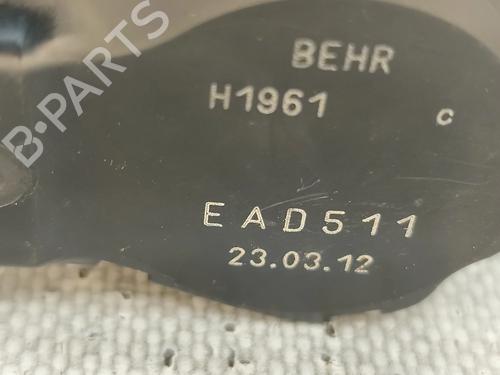 BEHR
H1961 c
EAD511
23.03.12
B-PARTS